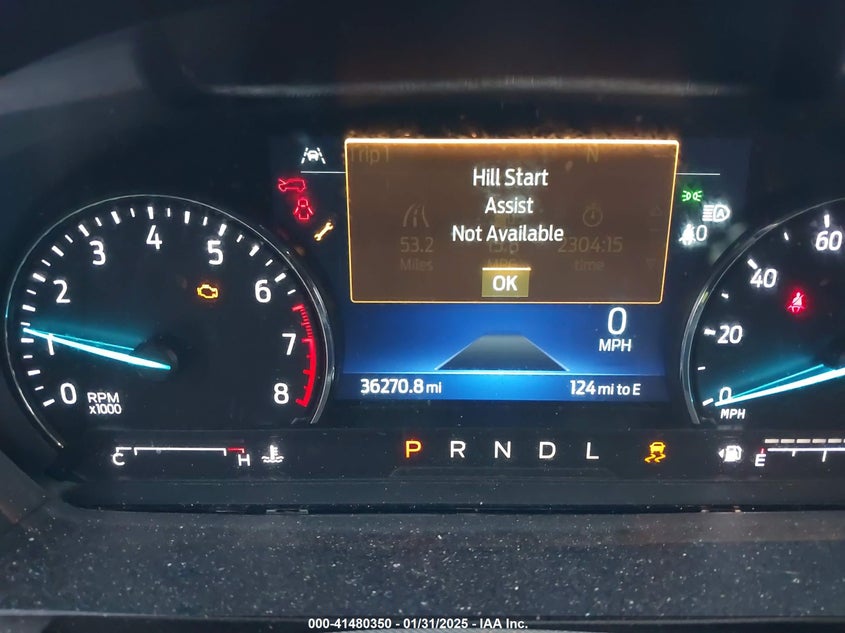 Trip 1
N
Hill Start
Assist
Not Available
53.2
2304:15
Miles
MPG
time
OK
0
MPH
36270.8 mi
124 mi to E
0
1
2
3
4
5
6
7
8
RPM
x1000
A
0
20
40
60
MPH
C
H
P R N D L
E
000-41480350 - 01/31/2025 - IAA Inc.